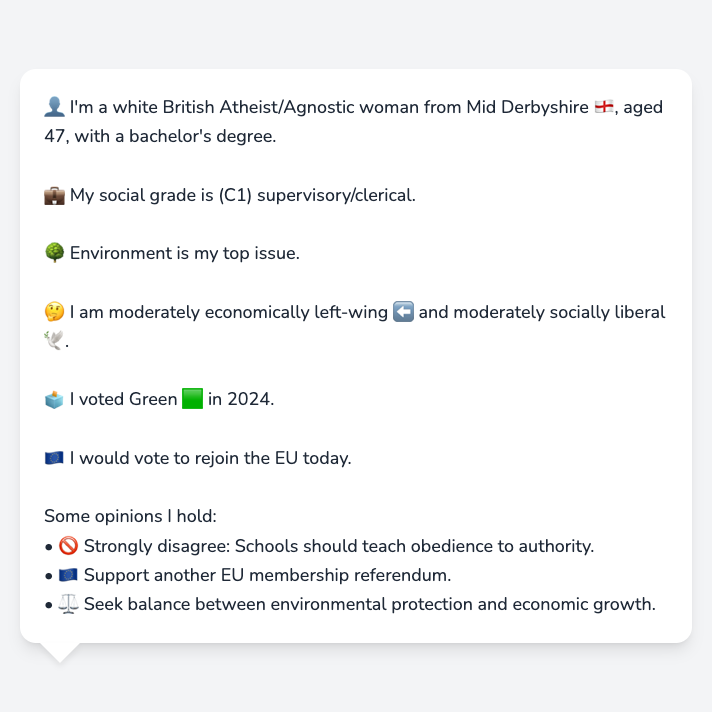 👤 I'm a white British Atheist/Agnostic woman from Mid Derbyshire 🏴󠁧󠁢󠁥󠁮󠁧󠁿, aged
47, with a bachelor's degree.
💼 My social grade is (C1) supervisory/clerical.
🌳 Environment is my top issue.
🤔 I am moderately economically left-wing ⬅️ and moderately socially liberal
🕊️.
🗳️ I voted Green 🟩 in 2024.
🇪🇺 I would vote to rejoin the EU today.
Some opinions I hold:
• 🚫 Strongly disagree: Schools should teach obedience to authority.
• 🇪🇺 Support another EU membership referendum.
• ⚖️ Seek balance between environmental protection and economic growth.